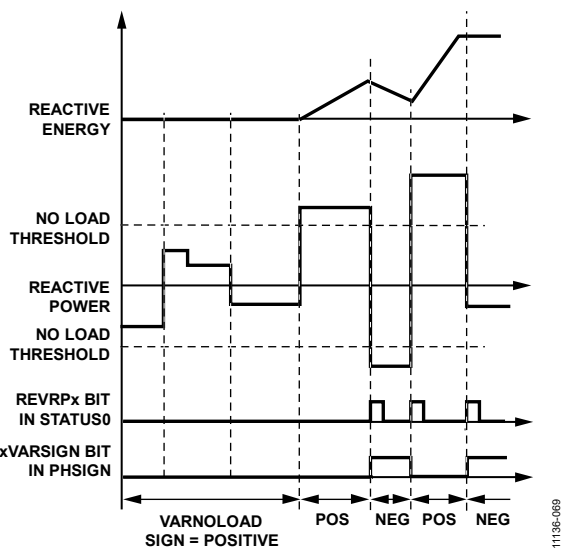 REACTIVE
ENERGY
NO LOAD
THRESHOLD
REACTIVE
POWER
NO LOAD
THRESHOLD
REVRPx BIT
IN STATUS0
xVARSIGN BIT
IN PHSIGN
VARNOLOAD
SIGN = POSITIVE
POS
NEG
POS
NEG
11136-069